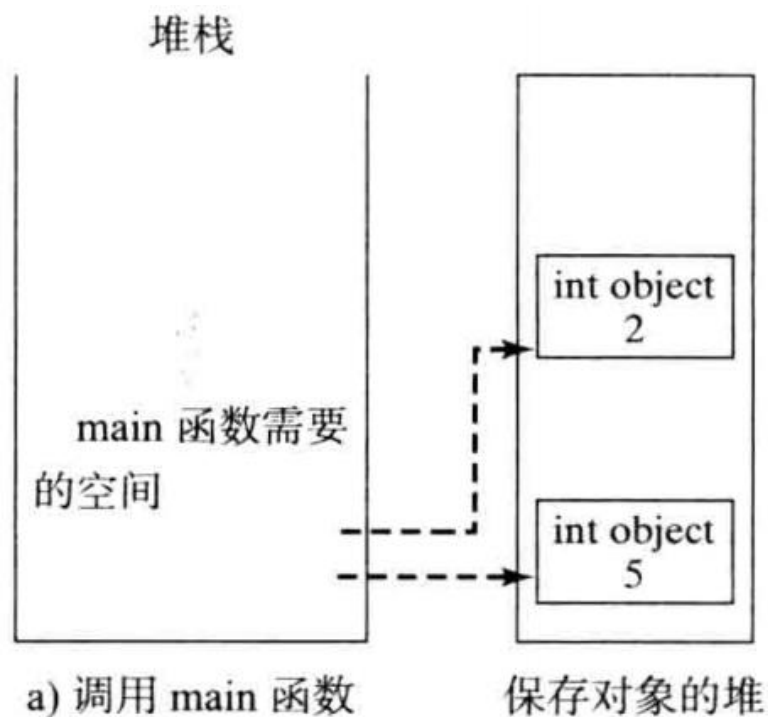 堆栈
int object
2
main 函数需要
的空间
int object
5
a) 调用 main 函数
保存对象的堆